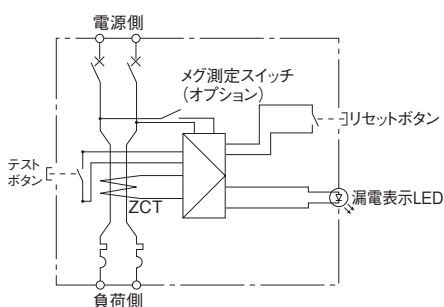 電源側
メグ測定スイッチ
(オプション)
リセットボタン
テスト
ボタン
ZCT
漏電表示LED
負荷側